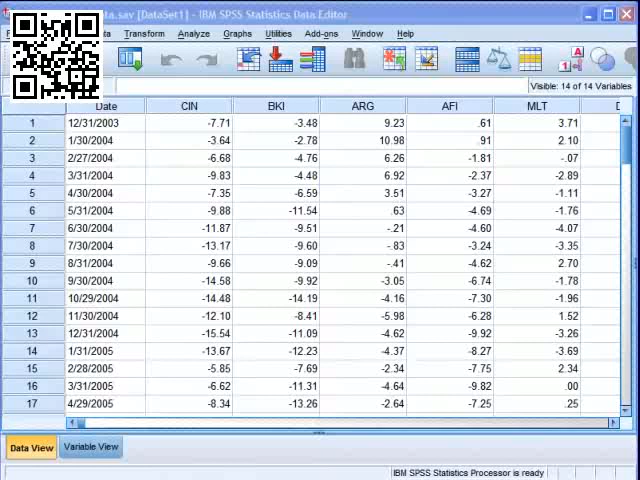 ta.sav [DataSet1] - IBM SPSS Statistics Data Editor
Transform Analyze Graphs Utilities Add-ons Window Help
Visible: 14 of 14 Variables
Date CIN BKI ARG AFI MLT
1 12/31/2003 -7.71 -3.48 9.23 .61 3.71
2 1/30/2004 -3.64 -2.78 10.98 .91 2.10
3 2/27/2004 -6.68 -4.76 6.26 -1.81 -.07
4 3/31/2004 -9.83 -4.48 6.92 -2.37 -2.89
5 4/30/2004 -7.35 -6.59 3.51 -3.27 -1.11
6 5/31/2004 -9.88 -11.54 .63 -4.69 -1.76
7 6/30/2004 -11.87 -9.51 -.21 -4.60 -4.07
8 7/30/2004 -13.17 -9.60 -.83 -3.24 -3.35
9 8/31/2004 -9.66 -9.09 -.41 -4.62 2.70
10 9/30/2004 -14.58 -9.92 -3.05 -6.74 -1.78
11 10/29/2004 -14.48 -14.19 -4.16 -7.30 -1.96
12 11/30/2004 -12.10 -8.41 -5.98 -6.28 1.52
13 12/31/2004 -15.54 -11.09 -4.62 -9.92 -3.26
14 1/31/2005 -13.67 -12.23 -4.37 -8.27 -3.69
15 2/28/2005 -5.85 -7.69 -2.34 -7.75 2.34
16 3/31/2005 -6.62 -11.31 -4.64 -9.82 .00
17 4/29/2005 -8.34 -13.26 -2.64 -7.25 .25
Data View Variable View
IBM SPSS Statistics Processor is ready